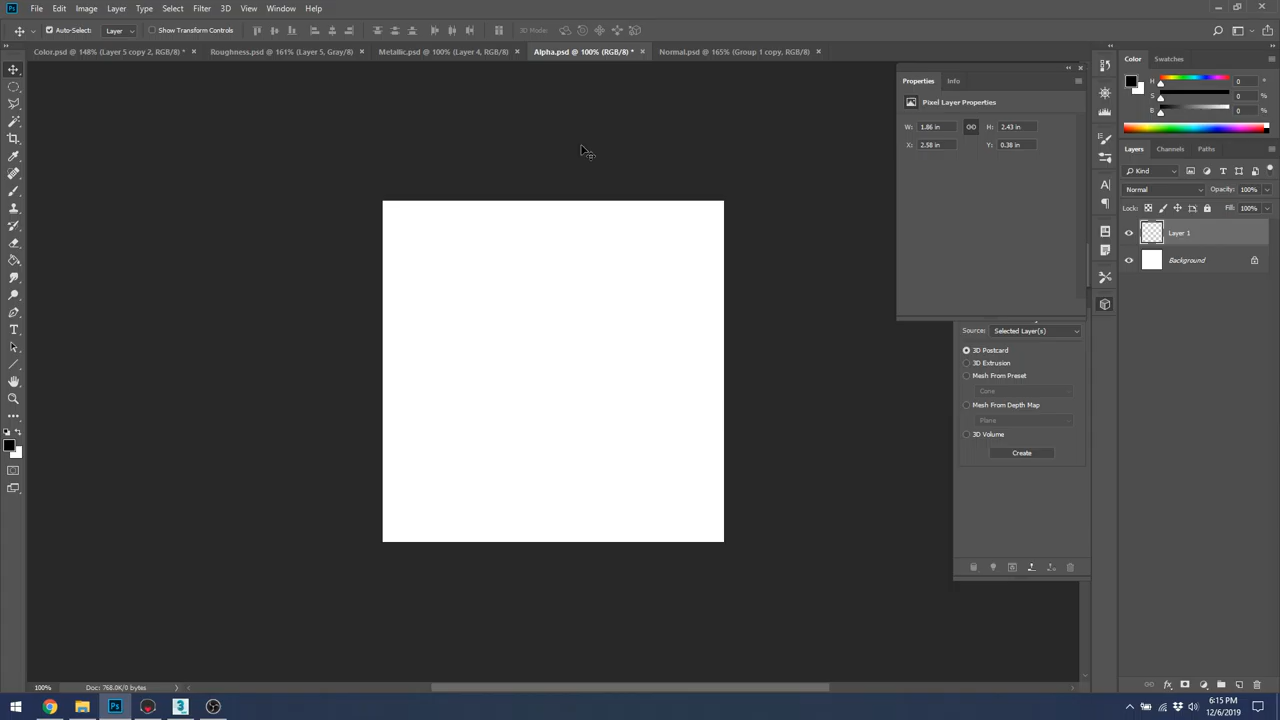 Ps File Edit Image Layer Type Select Filter 3D View Window Help
Auto-Select: Layer Show Transform Controls 3D Mode:
Color.psd @ 148% (Layer 5 copy 2, RGB/8) * × Roughness.psd @ 161% (Layer 5, Gray/8) × Metallic.psd @ 100% (Layer 4, RGB/8) × Alpha.psd @ 100% (RGB/8) * × Normal.psd @ 165% (Group 1 copy, RGB/8) ×
Properties Info
Pixel Layer Properties
W: 1.86 in H: 2.43 in
X: 2.58 in Y: 0.38 in
Source: Selected Layer(s)
3D Postcard
3D Extrusion
Mesh From Preset
Cone
Mesh From Depth Map
Plane
3D Volume
Create
Color Swatches
H 0 °
S 0 %
B 0 %
Layers Channels Paths
Kind
Normal Opacity: 100%
Lock: Fill: 100%
Layer 1
Background
100% Doc: 768.0K/0 bytes
Ps 3
6:15 PM
12/6/2019